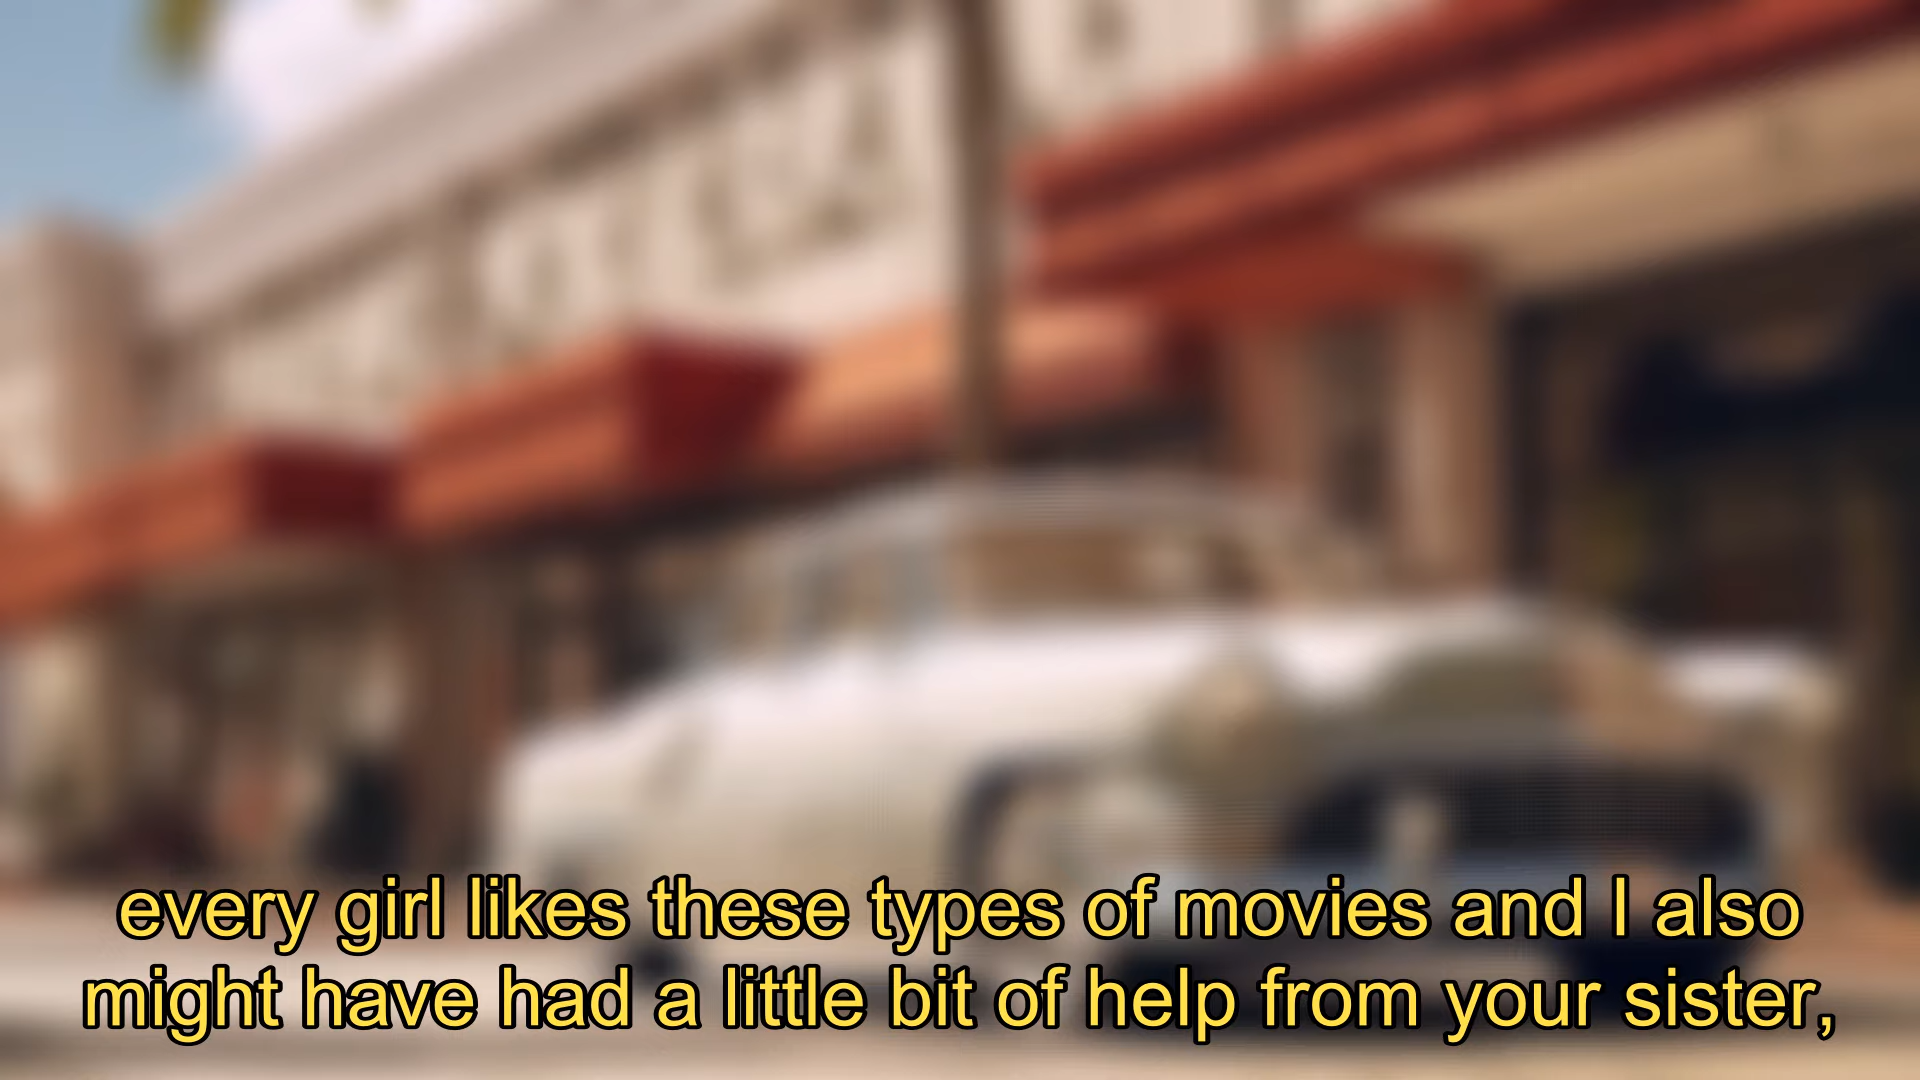 every girl likes these types of movies and I also
might have had a little bit of help from your sister,